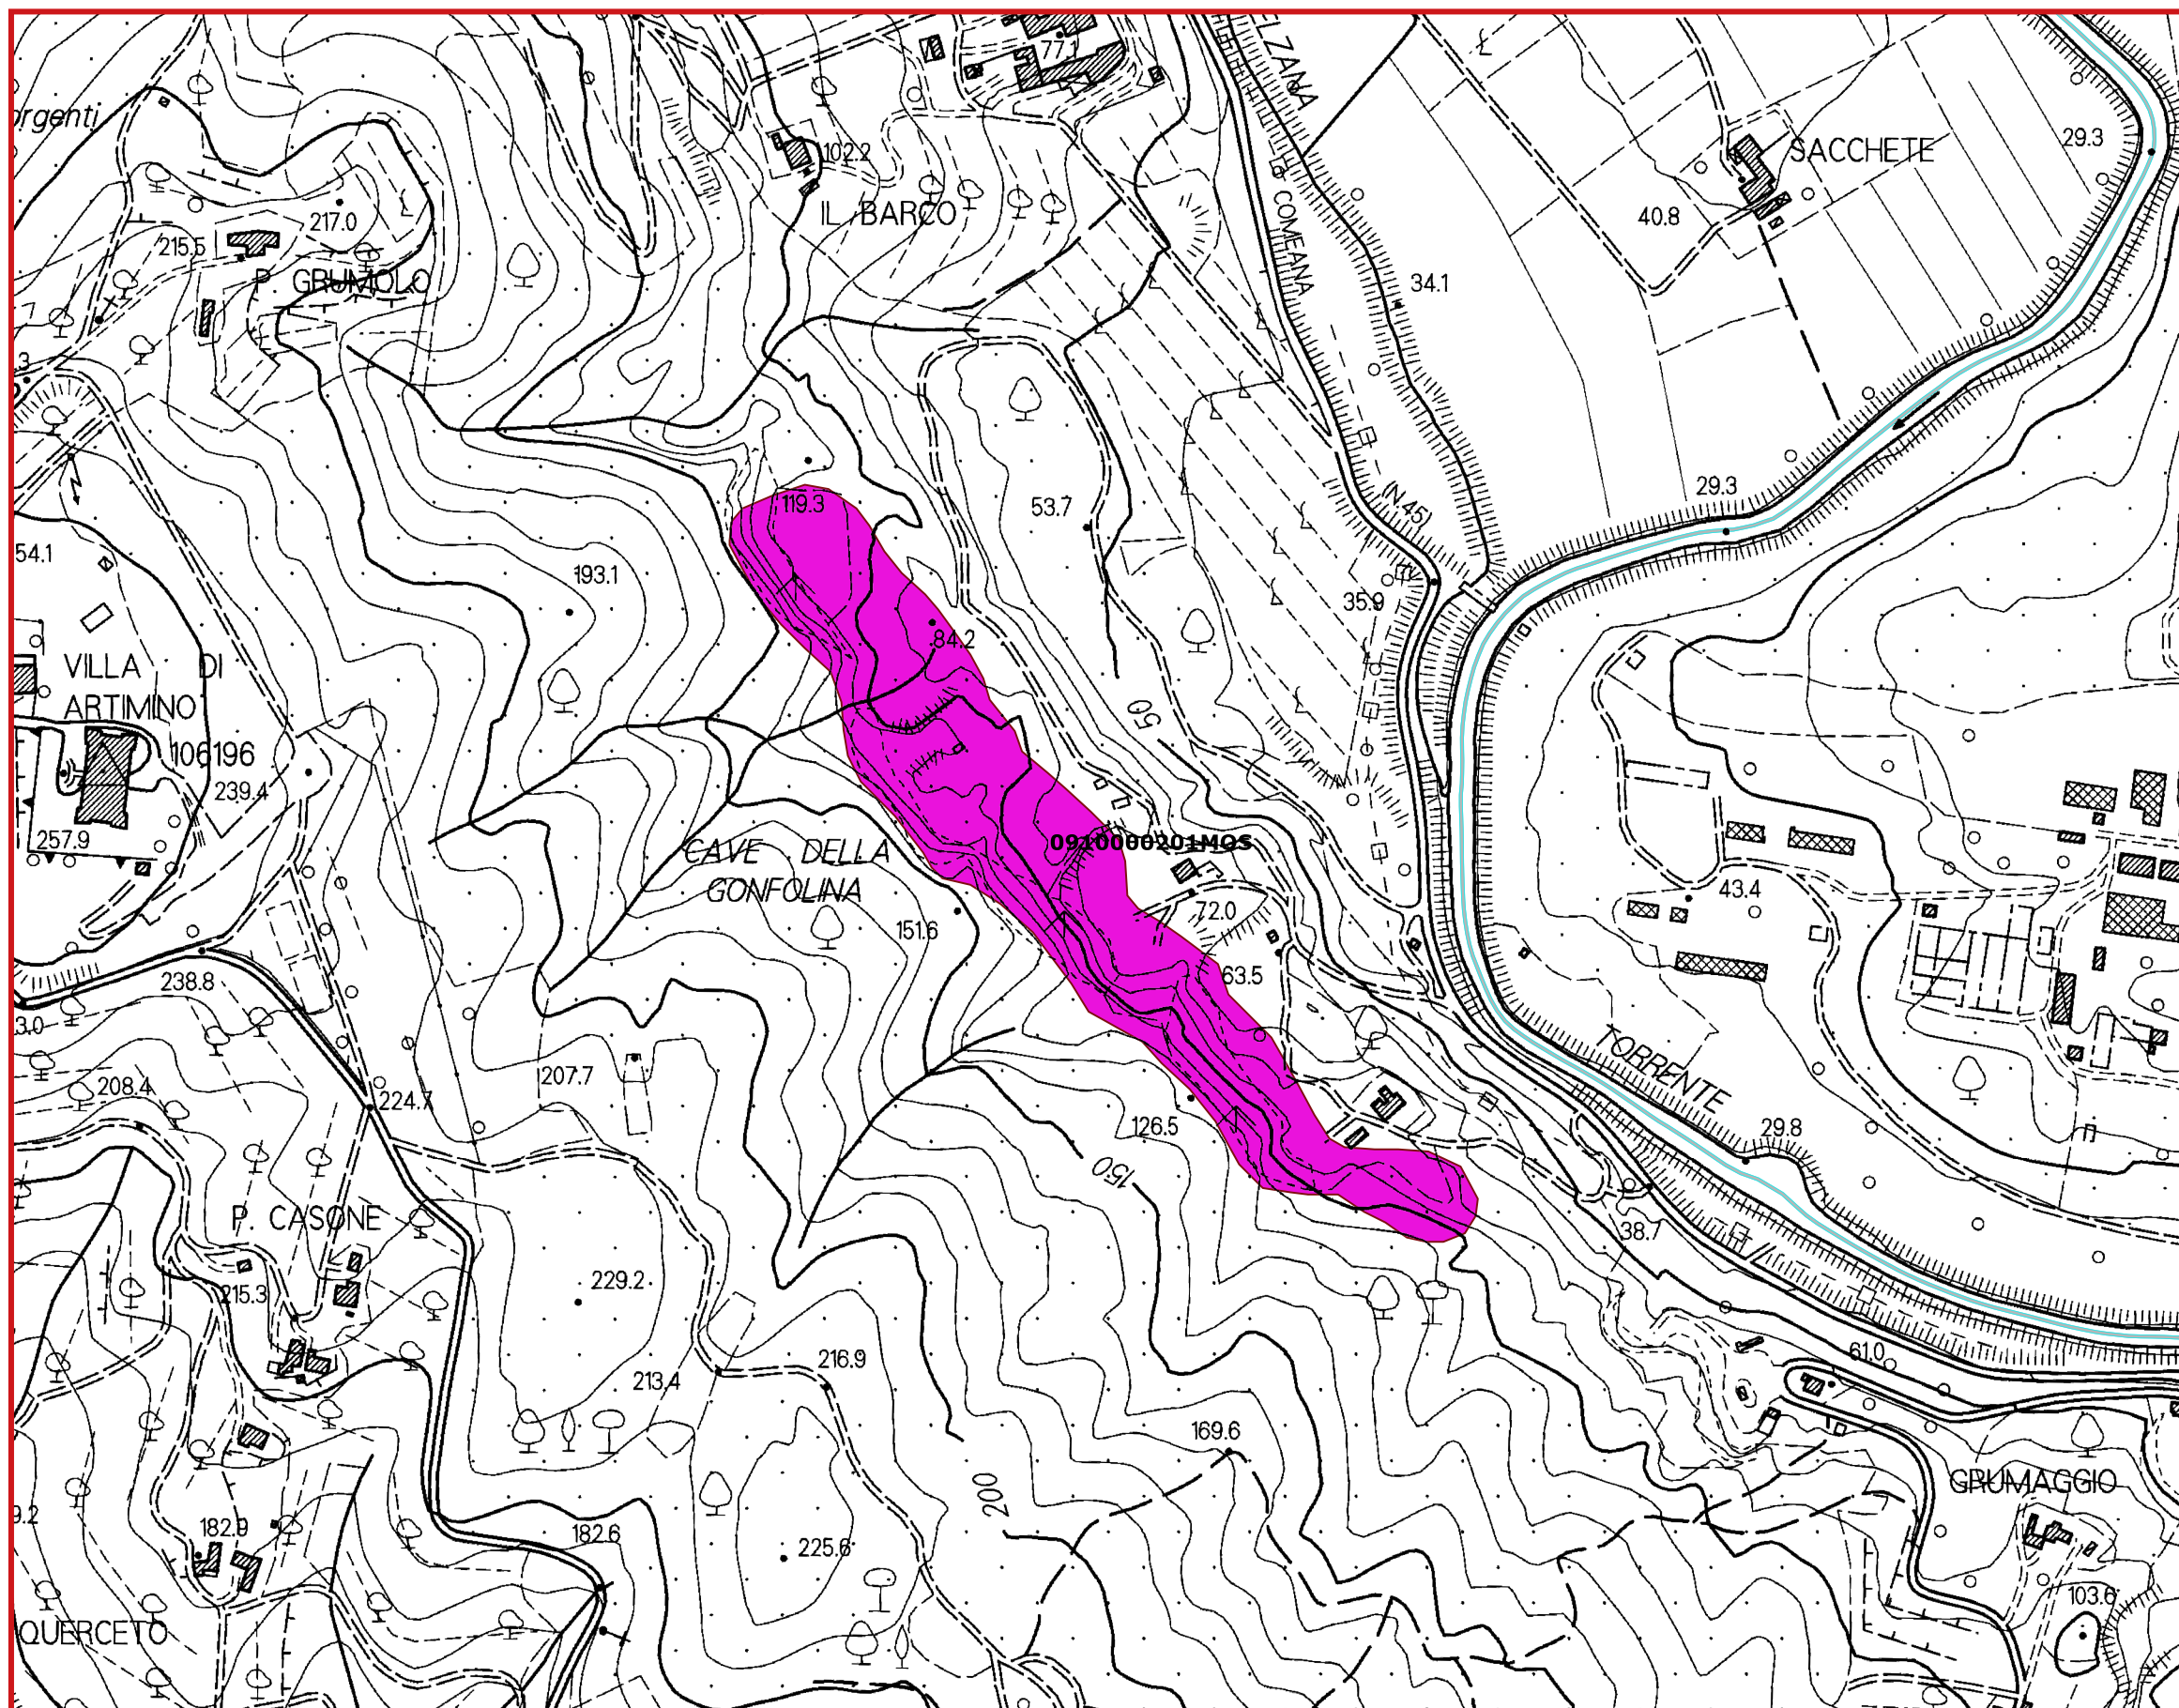 77.1
ELZANA
orgenti
102.2
SACCHETE
29.3
IL BARCO
COMEANA
40.8
217.0
215.5
P. GRUMOLO
34.1
.3
119.3
53.7
(N.45)
29.3
54.1
193.1
35.9
84.2
VILLA DI
ARTIMINO
50
106196
239.4
257.9
CAVE DELLA
GONFOLINA
0910000201MOS
43.4
72.0
151.6
63.5
238.8
3.0
TORRENTE
207.7
208.4
224.7
126.5
29.8
150
P. CASONE
38.7
229.2
215.3
61.0
216.9
213.4
169.6
GRUMAGGIO
200
9.2
182.9
182.6
225.6
103.6
QUERCETO